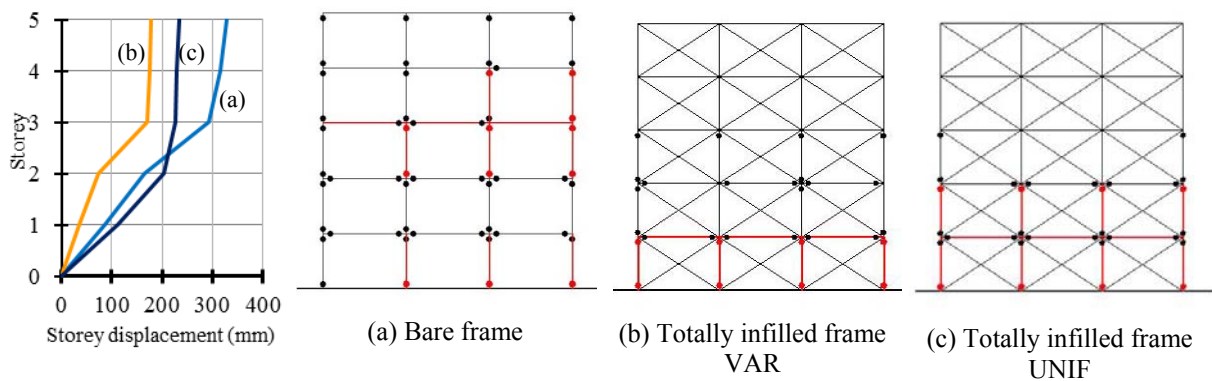 5
4
3
2
1
0
Storey
(b)
(c)
(a)
0 100 200 300 400
Storey displacement (mm)
(a) Bare frame
(b) Totally infilled frame
VAR
(c) Totally infilled frame
UNIF